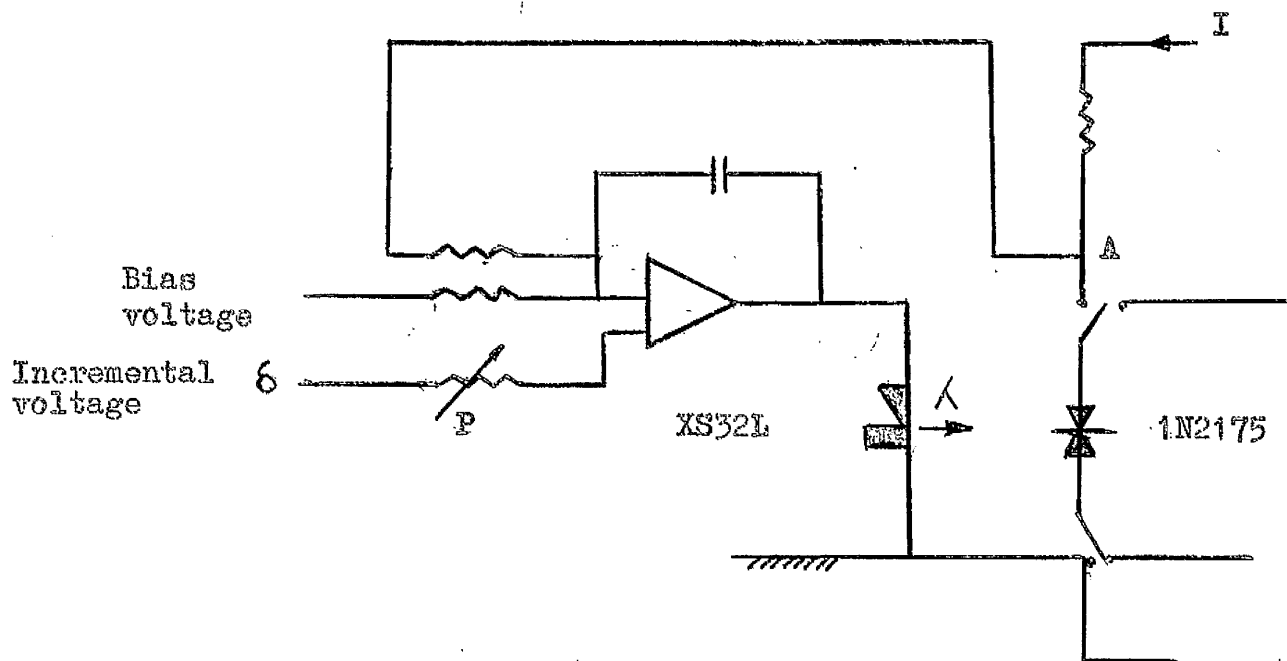 I
A
Bias
voltage
Incremental δ
voltage
P
XS32L
λ
1N2175